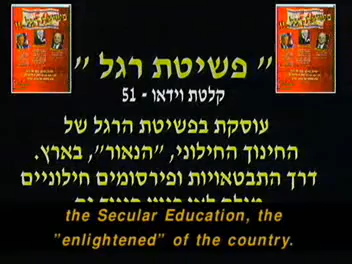 " פשיטת רגל "
קלטת וידאו - 51
עוסקת בפשיטת הרגל של
החינוך החילוני, "הנאור", בארץ.
דרך התבטאויות ופירסומים חילוניים
the Secular Education, the
"enlightened" of the country.